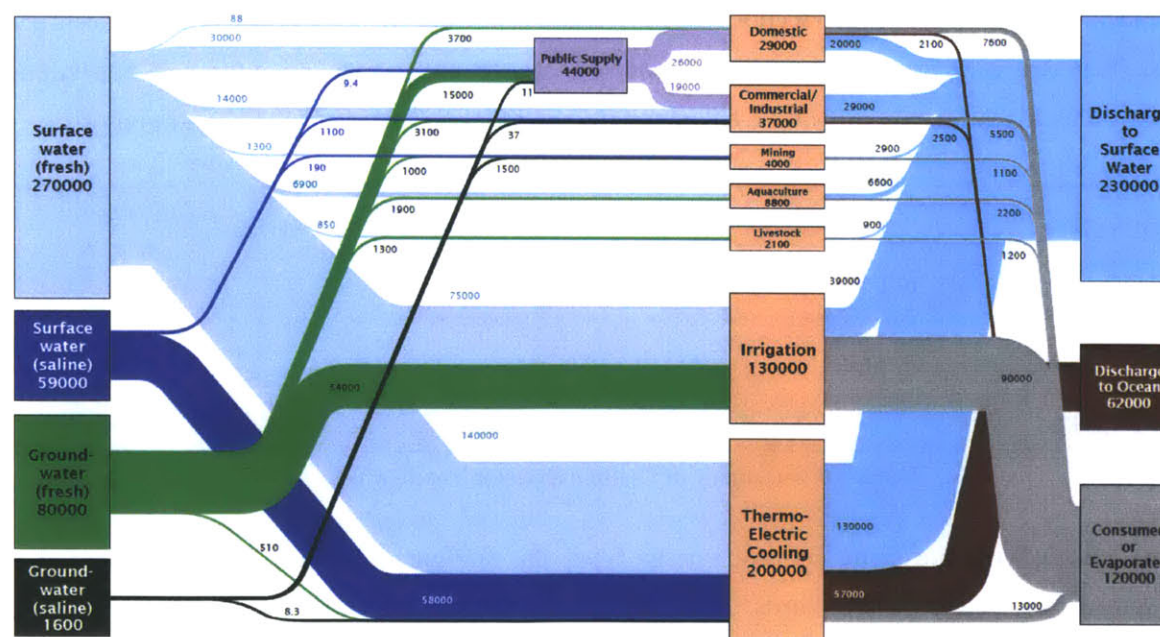 Surface
water
(fresh)
270000
Surface
water
(saline)
59000
Ground-
water
(fresh)
80000
Ground-
water
(saline)
1600
88
30000
14000
1300
6900
850
75000
140000
9.4
1100
190
58000
3700
15000
3100
1000
1900
1300
54000
510
11
37
1500
8.3
Public Supply
44000
26000
19000
Domestic
29000
Commercial/
Industrial
37000
Mining
4000
Aquaculture
8800
Livestock
2100
Irrigation
130000
Thermo-
Electric
Cooling
200000
20000
2100
7600
29000
2500
5500
2900
1100
6600
2200
900
1200
39000
90000
130000
57000
13000
Discharge
to
Surface
Water
230000
Discharge
to Ocean
62000
Consumed
or
Evaporated
120000